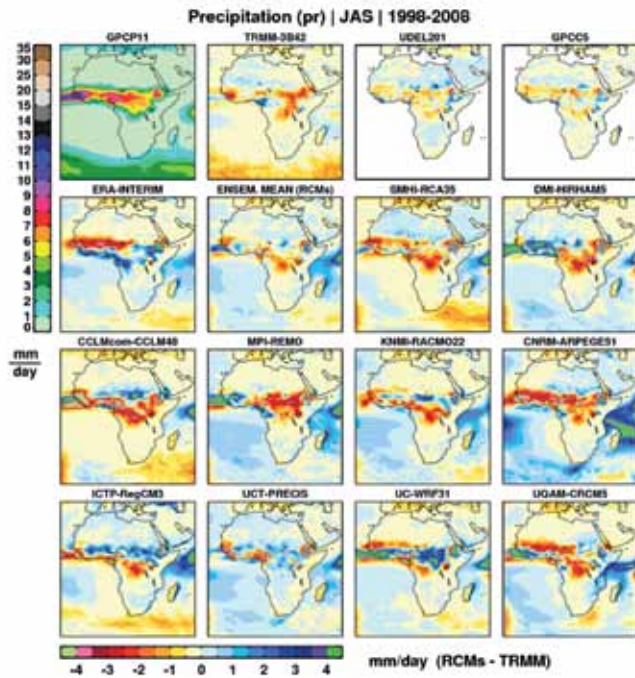 Precipitation (pr) | JAS | 1998-2008
GPCP11 TRMM-3B42 UDEL201 GPCC5
35
30
25
20
15
14
13
12
11
10
9
8
7
6
5
4
3
2
1
0
mm
day
ERA-INTERIM ENSEM. MEAN (RCMs) SMHI-RCA35 DMI-HIRHAM5
CCLMcom-CCLM48 MPI-REMO KNMI-RACMO22 CNRM-ARPEGE51
ICTP-RegCM3 UCT-PRECIS UC-WRF31 UQAM-CRCM5
-4 -3 -2 -1 0 1 2 3 4
mm/day (RCMs - TRMM)